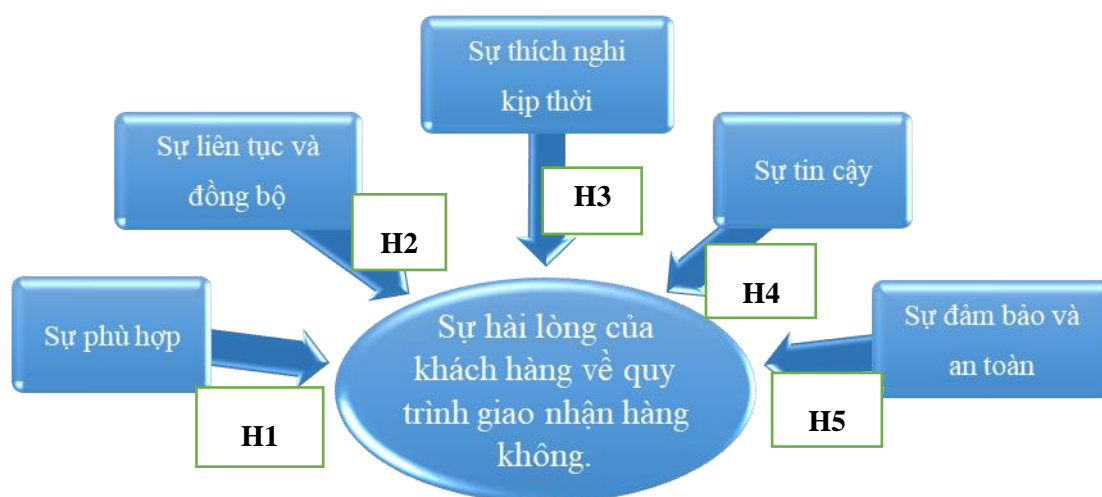 Sự thích nghi
kịp thời
Sự liên tục và
đồng bộ
Sự tin cậy
H3
H2
H4
Sự phù hợp
Sự đảm bảo và
an toàn
H1
H5
Sự hài lòng của
khách hàng về quy
trình giao nhận hàng
không.